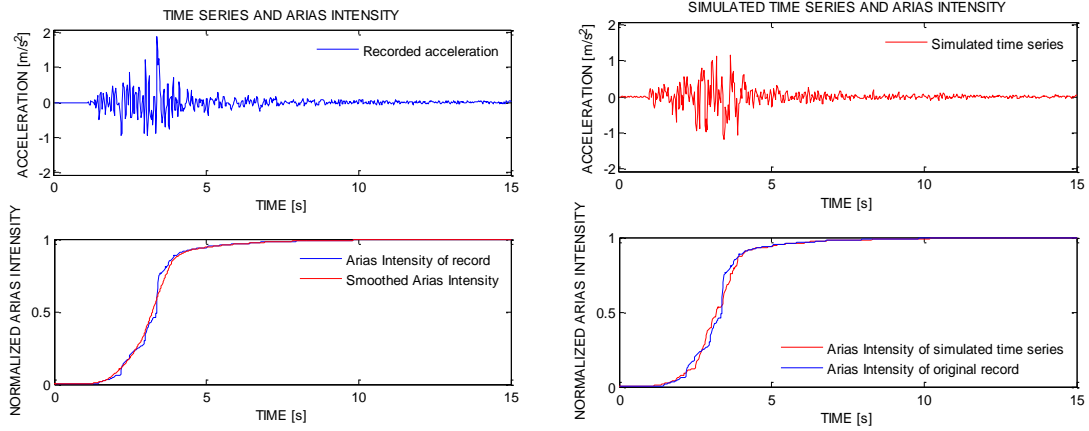 TIME SERIES AND ARIAS INTENSITY
2
1
0
-1
-2
ACCELERATION [m/s²]
Recorded acceleration
0
5
10
15
TIME [s]
1
0.5
0
NORMALIZED ARIAS INTENSITY
Arias Intensity of record
Smoothed Arias Intensity
0
5
10
15
TIME [s]
SIMULATED TIME SERIES AND ARIAS INTENSITY
2
1
0
-1
-2
ACCELERATION [m/s²]
Simulated time series
0
5
10
15
TIME [s]
1
0.5
0
NORMALIZED ARIAS INTENSITY
Arias Intensity of simulated time series
Arias Intensity of original record
0
5
10
15
TIME [s]